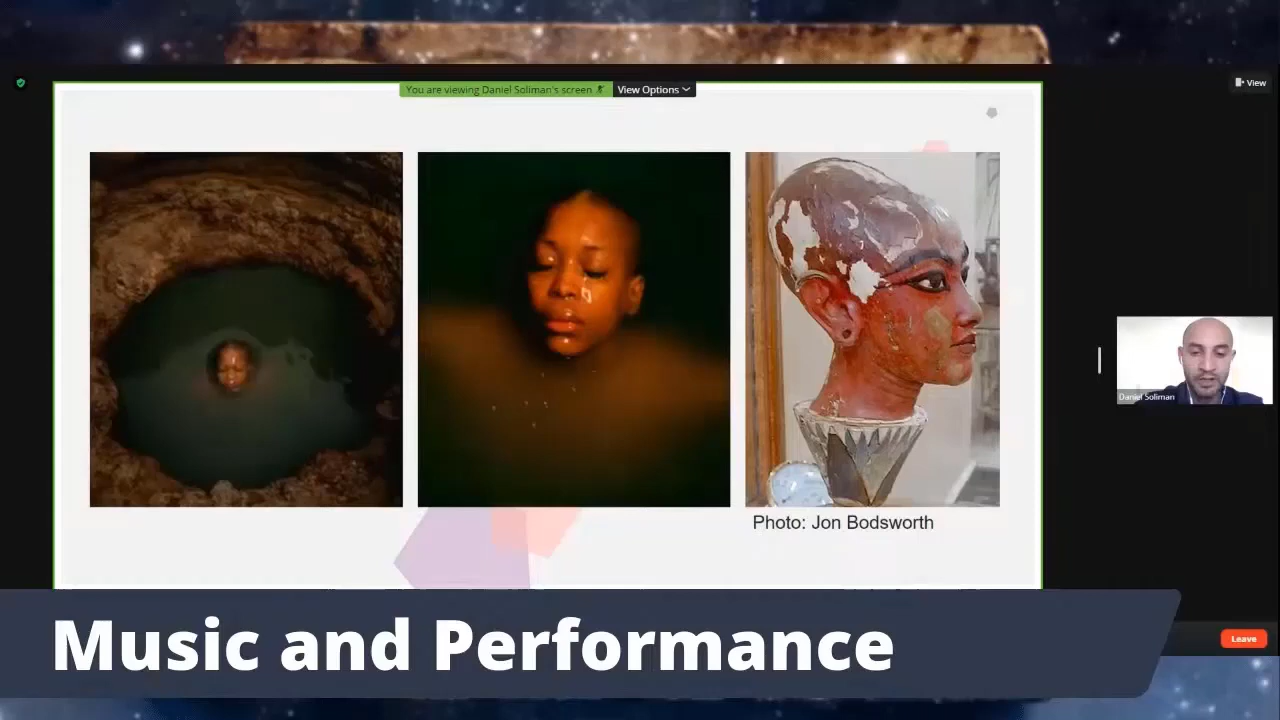 You are viewing Daniel Soliman's screen
View Options
View
Photo: Jon Bodsworth
Daniel Soliman
Leave
Music and Performance